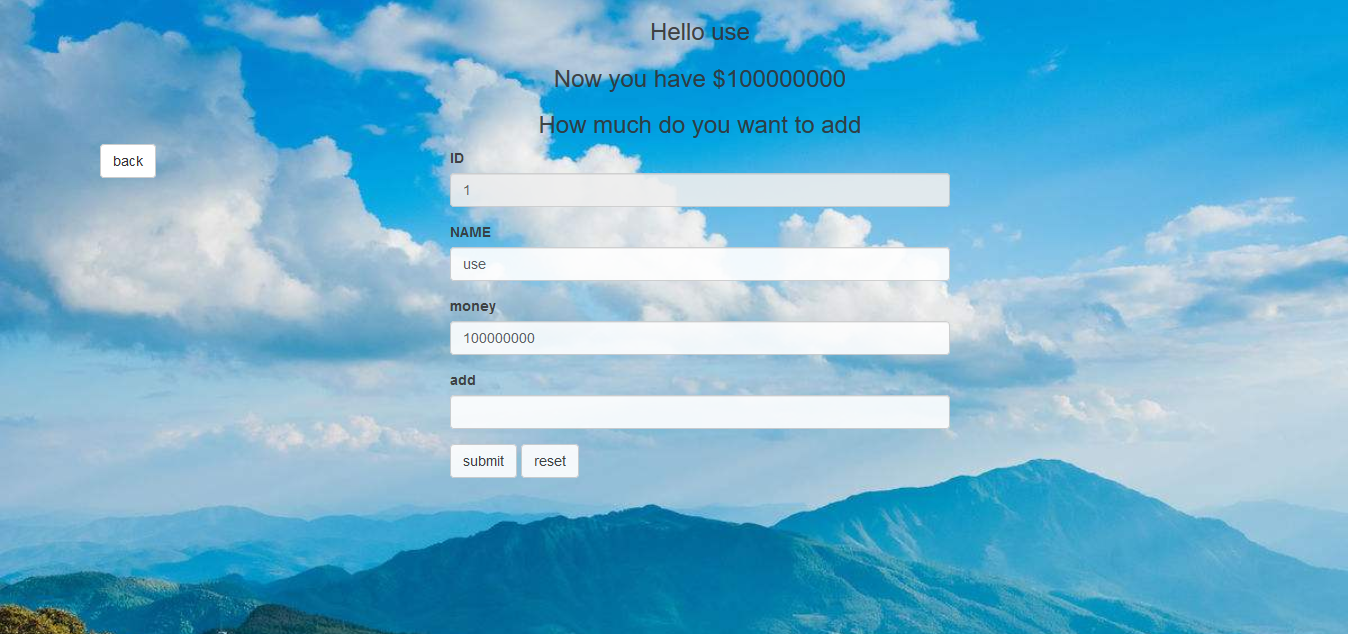 Hello use
Now you have $100000000
How much do you want to add
back
ID
1
NAME
use
money
100000000
add
submit reset